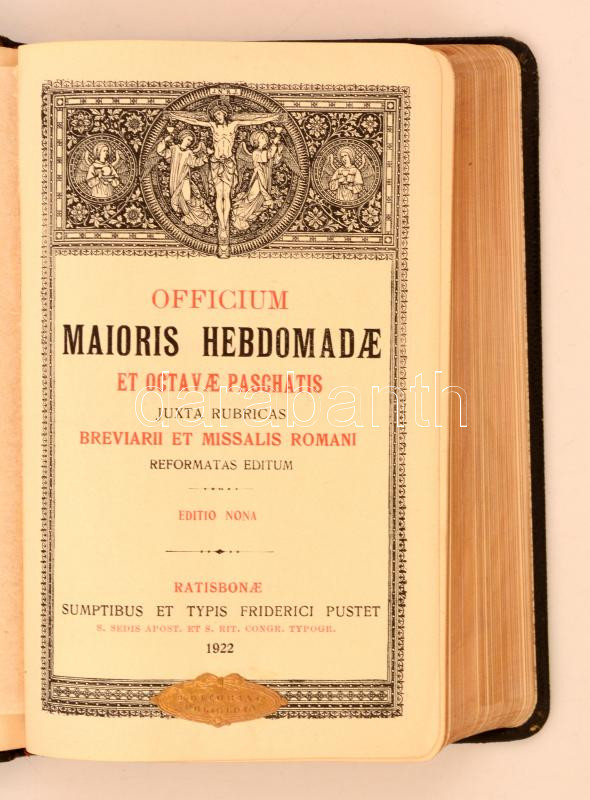 I N R I
OFFICIUM
MAIORIS HEBDOMADÆ
ET OCTAVÆ PASCHATIS
darabanth
JUXTA RUBRICAS
BREVIARII ET MISSALIS ROMANI
REFORMATAS EDITUM
EDITIO NONA
RATISBONÆ
SUMPTIBUS ET TYPIS FRIDERICI PUSTET
S. SEDIS APOST. ET S. RIT. CONGR. TYPOGR.
1922